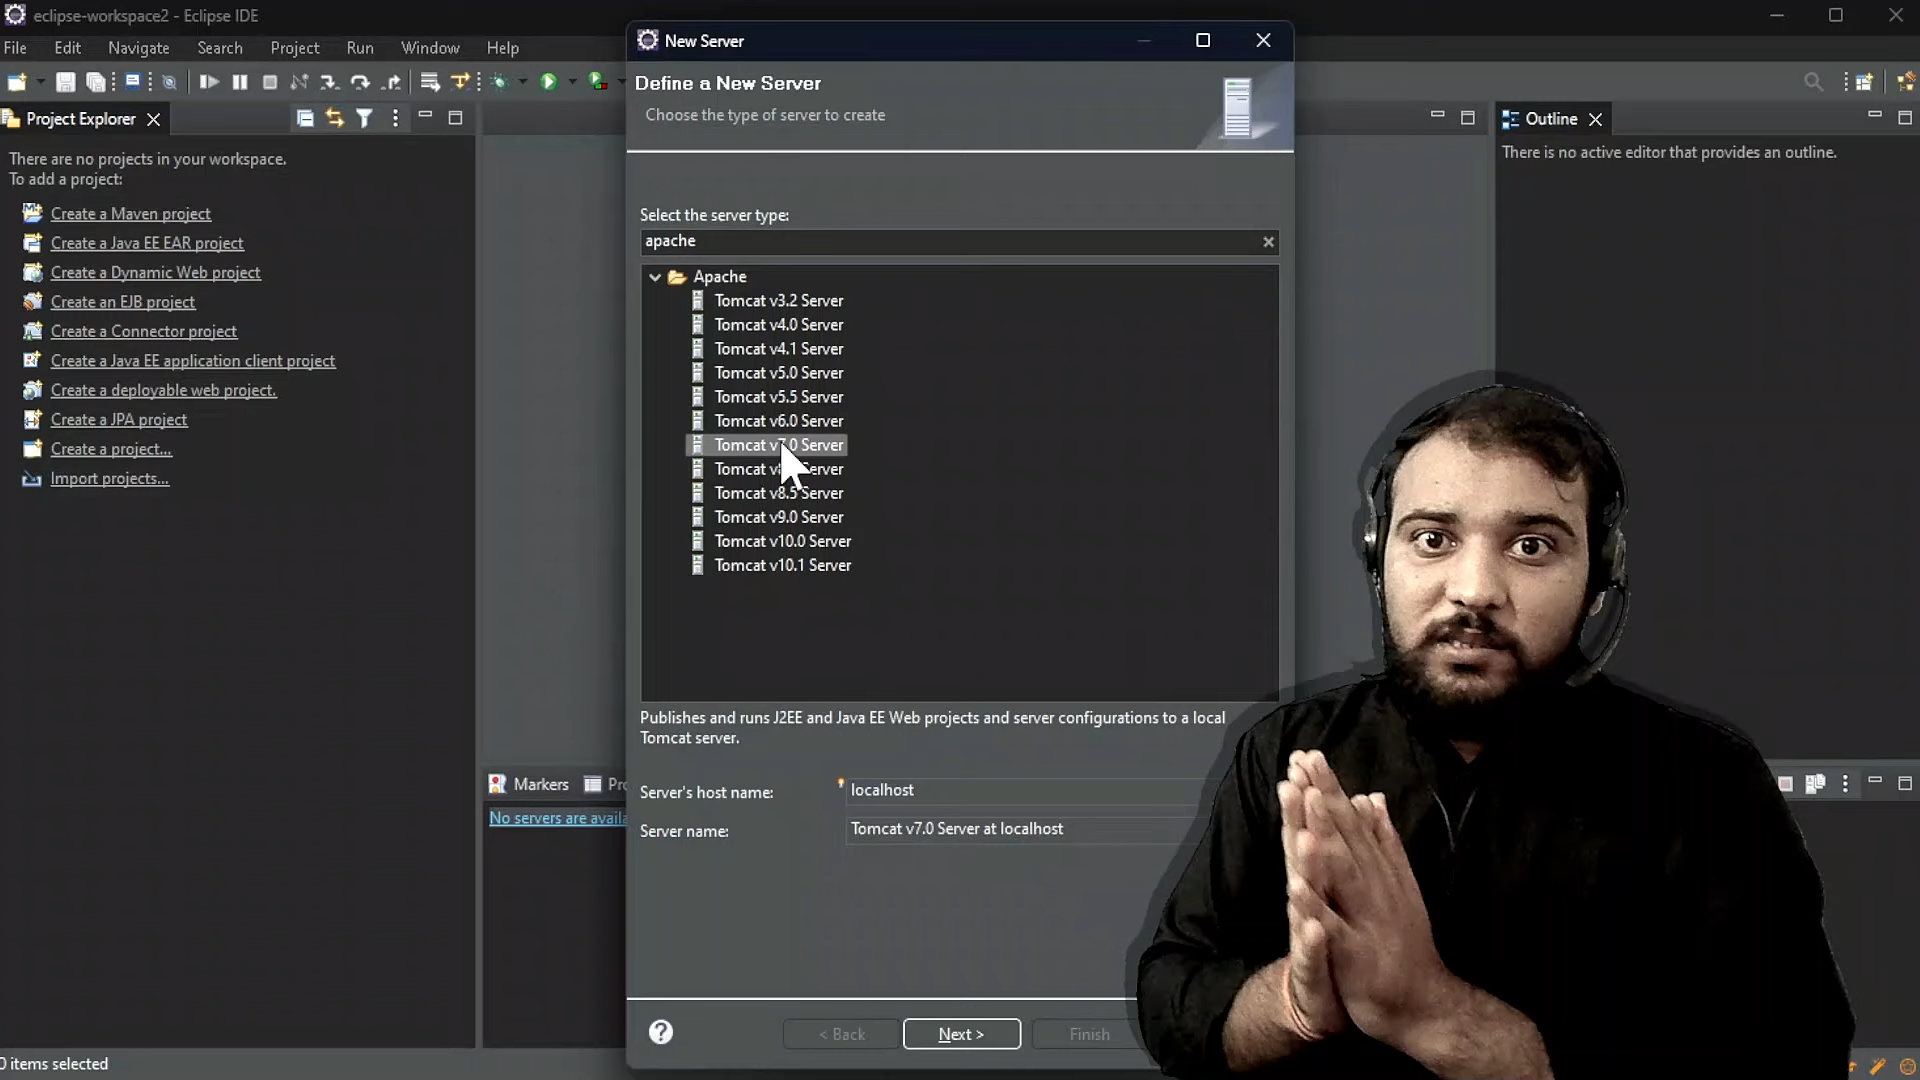 eclipse-workspace2 - Eclipse IDE
File Edit Navigate Search Project Run Window Help
Project Explorer
There are no projects in your workspace.
To add a project:
Create a Maven project
Create a Java EE EAR project
Create a Dynamic Web project
Create an EJB project
Create a Connector project
Create a Java EE application client project
Create a deployable web project.
Create a JPA project
Create a project...
Import projects...
0 items selected
New Server
Define a New Server
Choose the type of server to create
Select the server type:
apache
Apache
Tomcat v3.2 Server
Tomcat v4.0 Server
Tomcat v4.1 Server
Tomcat v5.0 Server
Tomcat v5.5 Server
Tomcat v6.0 Server
Tomcat v7.0 Server
Tomcat Server
Tomcat v8.5 Server
Tomcat v9.0 Server
Tomcat v10.0 Server
Tomcat v10.1 Server
Publishes and runs J2EE and Java EE Web projects and server configurations to a local
Tomcat server.
Server's host name: localhost
Server name: Tomcat v7.0 Server at localhost
< Back Next > Finish
Markers
No servers are
Outline
There is no active editor that provides an outline.